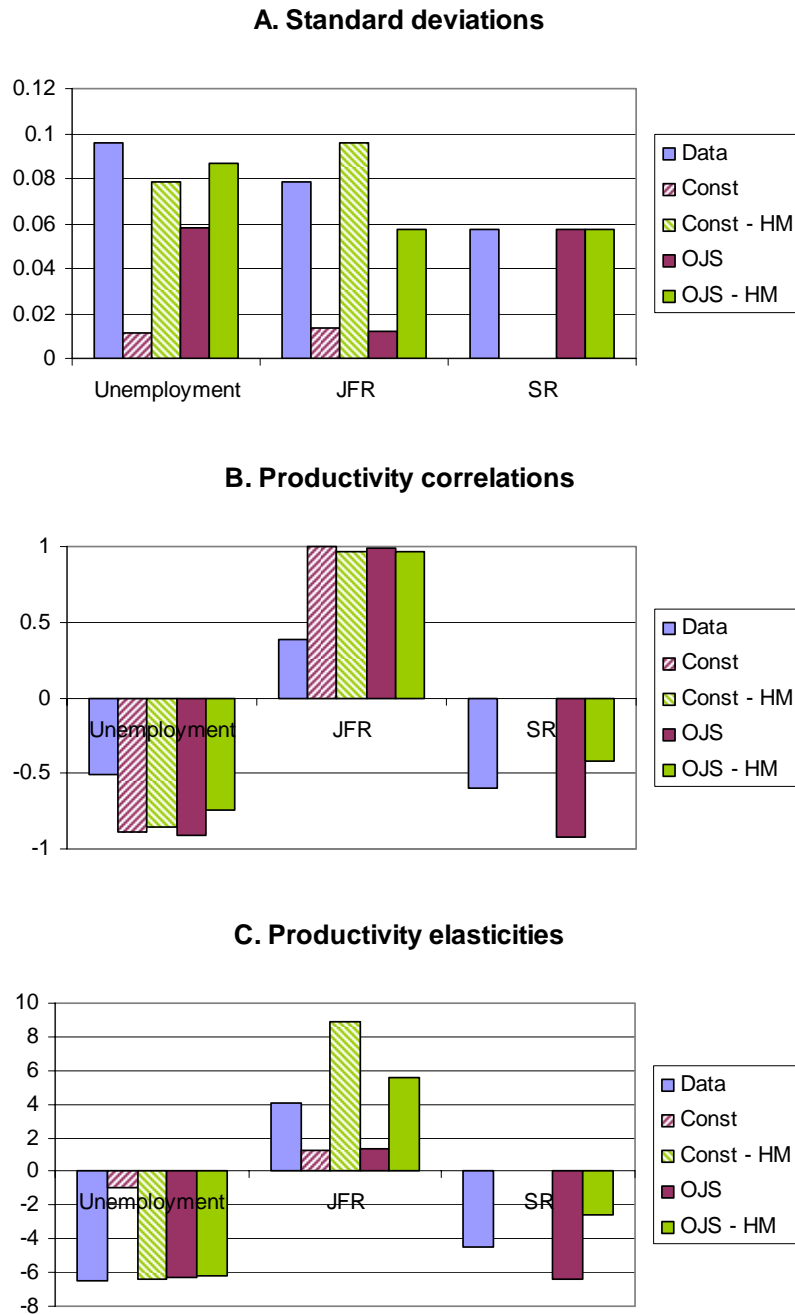 A. Standard deviations
0.12
0.1
0.08
0.06
0.04
0.02
0
Unemployment JFR SR
Data
Const
Const - HM
OJS
OJS - HM
B. Productivity correlations
1
0.5
0
-0.5
-1
Unemployment JFR SR
Data
Const
Const - HM
OJS
OJS - HM
C. Productivity elasticities
10
8
6
4
2
0
-2
-4
-6
-8
Unemployment JFR SR
Data
Const
Const - HM
OJS
OJS - HM